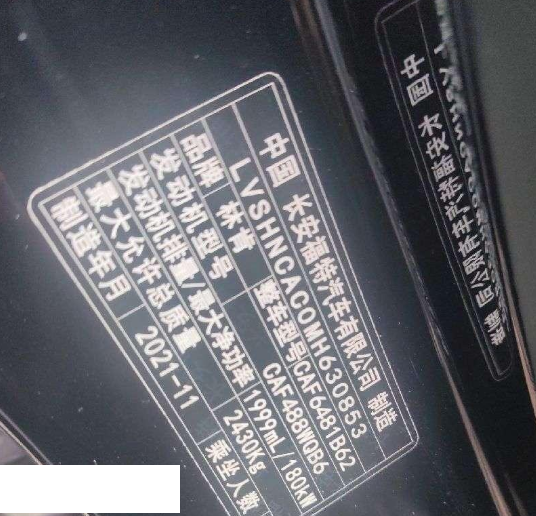 中国 长安福特汽车有限公司 制造
LVSHNCAC0MH630853
品牌 林肯 整车型号 CAF6481B62
发动机型号 CAF488WQB6
发动机排量/最大净功率 1999mL/180kW
最大允许总质量 2430kg
制造年月 2021-11 乘坐人数
中国 长安福特汽车有限公司 制造